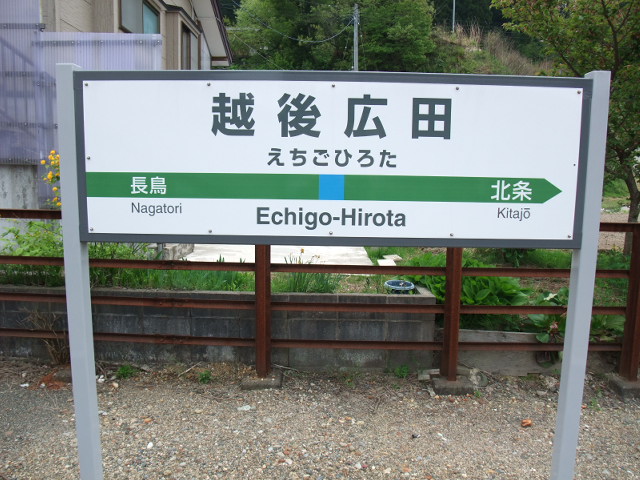 越後広田
えちごひろた
長鳥 北条
Nagatori Kitajō
Echigo-Hirota